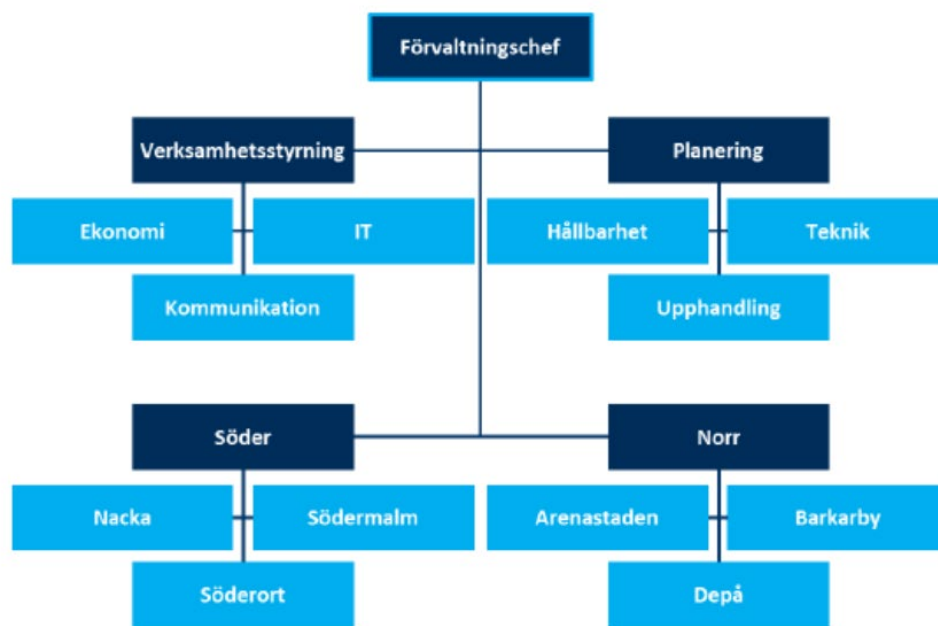 Förvaltningschef
Verksamhetsstyrning
Planering
Ekonomi
IT
Hållbarhet
Teknik
Kommunikation
Upphandling
Söder
Norr
Nacka
Södermalm
Arenastaden
Barkarby
Söderort
Depå